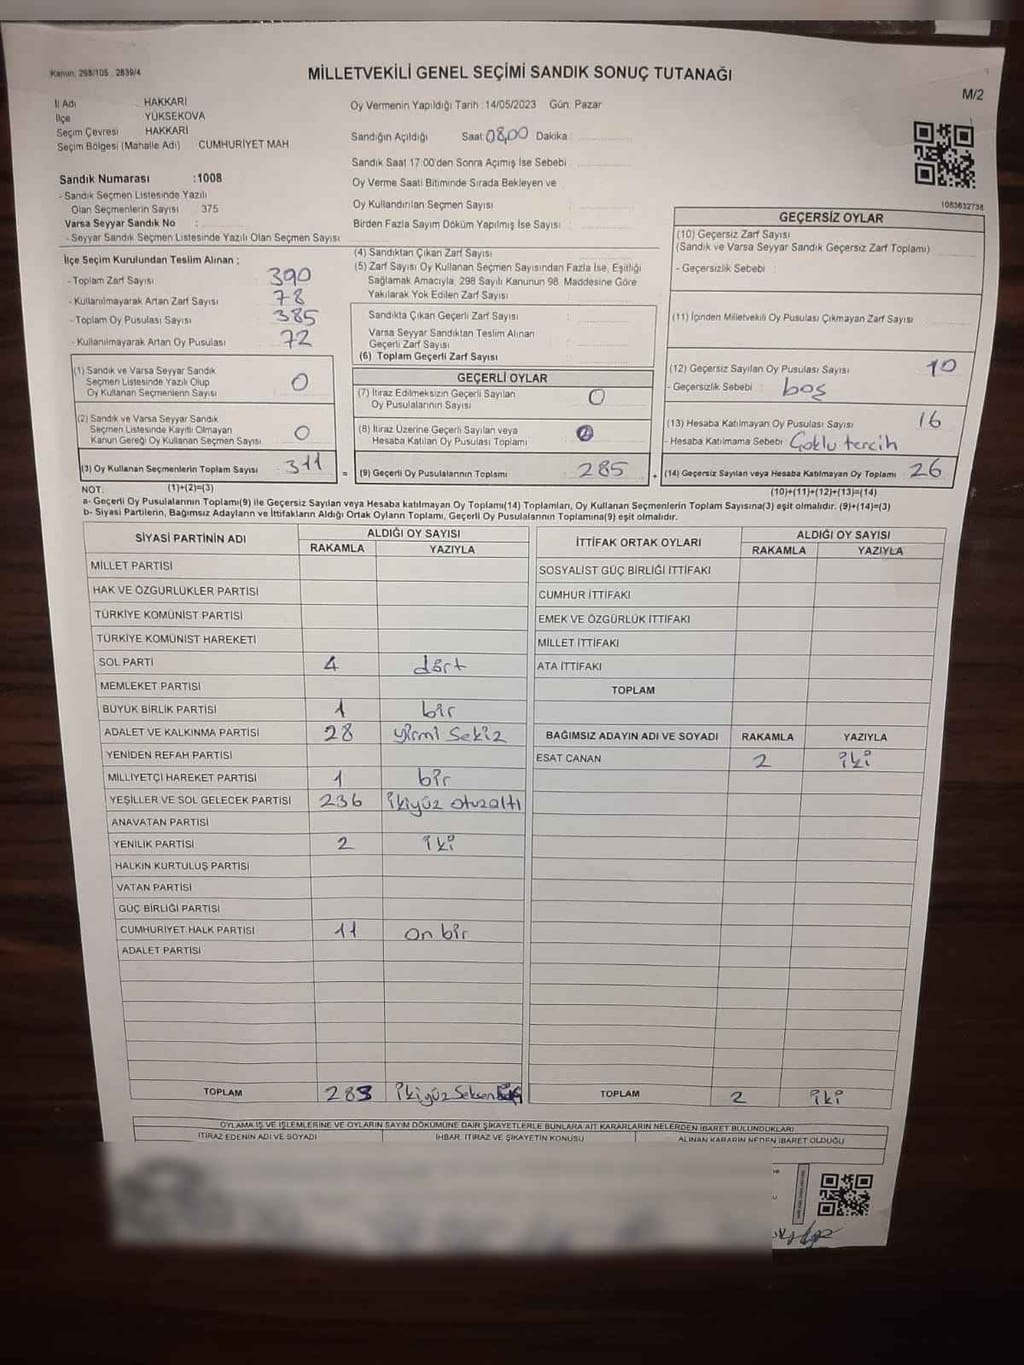 Kanun, 298/105 , 2839/4
MİLLETVEKİLİ GENEL SEÇİMİ SANDIK SONUÇ TUTANAĞI
M/2
İl Adı HAKKARİ
İlçe YÜKSEKOVA
Seçim Çevresi HAKKARİ
Seçim Bölgesi (Mahalle Adı) CUMHURİYET MAH
Oy Vermenin Yapıldığı Tarih :14/05/2023 Gün: Pazar
Sandığın Açıldığı Saat: 08,00 Dakika :
Sandık Saat 17:00'den Sonra Açımış İse Sebebi :
Oy Verme Saati Bitiminde Sırada Bekleyen ve
Oy Kullandırılan Seçmen Sayısı
Birden Fazla Sayım Döküm Yapılmış İse Sayısı :
1083632738
Sandık Numarası :1008
- Sandık Seçmen Listesinde Yazılı
Olan Seçmenlerin Sayısı 375
Varsa Seyyar Sandık No :
- Seyyar Sandık Seçmen Listesinde Yazılı Olan Seçmen Sayısı
İlçe Seçim Kurulundan Teslim Alınan ;
- Toplam Zarf Sayısı 390
- Kullanılmayarak Artan Zarf Sayısı 78
- Toplam Oy Pusulası Sayısı 385
- Kullanılmayarak Artan Oy Pusulası 72
(4) Sandıktan Çıkan Zarf Sayısı
(5) Zarf Sayısı Oy Kullanan Seçmen Sayısından Fazla İse, Eşitliği
Sağlamak Amacıyla, 298 Sayılı Kanunun 98. Maddesine Göre
Yakılarak Yok Edilen Zarf Sayısı
Sandıkta Çıkan Geçerli Zarf Sayısı :
Varsa Seyyar Sandıktan Teslim Alınan
Geçerli Zarf Sayısı :
(6) Toplam Geçerli Zarf Sayısı
GEÇERSİZ OYLAR
(10) Geçersiz Zarf Sayısı
(Sandık ve Varsa Seyyar Sandık Geçersiz Zarf Toplamı)
- Geçersizlik Sebebi :
(11) İçinden Milletvekili Oy Pusulası Çıkmayan Zarf Sayısı
(12) Geçersiz Sayılan Oy Pusulası Sayısı 10
- Geçersizlik Sebebi : boş
(13) Hesaba Katılmayan Oy Pusulası Sayısı 16
- Hesaba Katılmama Sebebi Çoklu tercih
(14) Geçersiz Sayılan veya Hesaba Katılmayan Oy Toplamı 26
(10)+(11)+(12)+(13)=(14)
(1) Sandık ve Varsa Seyyar Sandık
Seçmen Listesinde Yazılı Olup
Oy Kullanan Seçmenlerin Sayısı 0
(2) Sandık ve Varsa Seyyar Sandık
Seçmen Listesinde Kayıtlı Olmayan
Kanun Gereği Oy Kullanan Seçmen Sayısı 0
(3) Oy Kullanan Seçmenlerin Toplam Sayısı 311 =
(1)+(2)=(3)
GEÇERLİ OYLAR
(7) İtiraz Edilmeksizin Geçerli Sayılan
Oy Pusulalarının Sayısı 0
(8) İtiraz Üzerine Geçerli Sayılan veya
Hesaba Katılan Oy Pusulası Toplamı
(9) Geçerli Oy Pusulalarının Toplamı 285 +
NOT:
a- Geçerli Oy Pusulalarının Toplamı(9) ile Geçersiz Sayılan veya Hesaba katılmayan Oy Toplamı(14) Toplamları, Oy Kullanan Seçmenlerin Toplam Sayısına(3) eşit olmalıdır. (9)+(14)=(3)
b- Siyasi Partilerin, Bağımsız Adayların ve İttifakların Aldığı Ortak Oyların Toplamı, Geçerli Oy Pusulalarının Toplamına(9) eşit olmalıdır.
SİYASİ PARTİNİN ADI ALDIĞI OY SAYISI
RAKAMLA YAZIYLA
MİLLET PARTİSİ
HAK VE ÖZGÜRLÜKLER PARTİSİ
TÜRKİYE KOMÜNİST PARTİSİ
TÜRKİYE KOMÜNİST HAREKETİ
SOL PARTİ 4 dört
MEMLEKET PARTİSİ
BÜYÜK BİRLİK PARTİSİ 1 bir
ADALET VE KALKINMA PARTİSİ 28 yirmi sekiz
YENİDEN REFAH PARTİSİ
MİLLİYETÇİ HAREKET PARTİSİ 1 bir
YEŞİLLER VE SOL GELECEK PARTİSİ 236 ikiyüz otuzaltı
ANAVATAN PARTİSİ
YENİLİK PARTİSİ 2 iki
HALKIN KURTULUŞ PARTİSİ
VATAN PARTİSİ
GÜÇ BİRLİĞİ PARTİSİ
CUMHURİYET HALK PARTİSİ 11 on bir
ADALET PARTİSİ
TOPLAM 283 ikiyüz seksen
İTTİFAK ORTAK OYLARI ALDIĞI OY SAYISI
RAKAMLA YAZIYLA
SOSYALİST GÜÇ BİRLİĞİ İTTİFAKI
CUMHUR İTTİFAKI
EMEK VE ÖZGÜRLÜK İTTİFAKI
MİLLET İTTİFAKI
ATA İTTİFAKI
TOPLAM
BAĞIMSIZ ADAYIN ADI VE SOYADI RAKAMLA YAZIYLA
ESAT CANAN 2 iki
TOPLAM 2 iki
OYLAMA İŞ VE İŞLEMLERİNE VE OYLARIN SAYIM DÖKÜMÜNE DAİR ŞİKAYETLERLE BUNLARA AİT KARARLARIN NELERDEN İBARET BULUNDUKLARI
İTİRAZ EDENİN ADI VE SOYADI İHBAR, İTİRAZ VE ŞİKAYETİN KONUSU ALINAN KARARIN NEDEN İBARET OLDUĞU